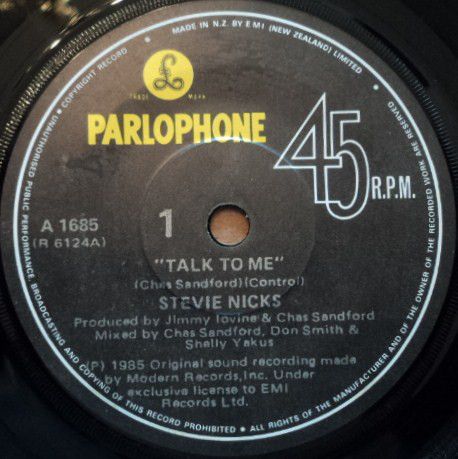 MADE IN N.Z. BY EMI (NEW ZEALAND) LIMITED
ALL RIGHTS OF THE MANUFACTURER AND OF THE OWNER OF THE RECORDED WORK ARE RESERVED
UNAUTHORISED PUBLIC PERFORMANCE, BROADCASTING AND COPYING OF THIS RECORD PROHIBITED •
• COPYRIGHT RECORD
£
TRADE MARK
PARLOPHONE
45 R.P.M.
A 1685
(R 6124A)
1
"TALK TO ME"
(Chas Sandford)(Control)
STEVIE NICKS
Produced by Jimmy Iovine & Chas Sandford
Mixed by Chas Sandford, Don Smith &
Shelly Yakus
(P) 1985 Original sound recording made
by Modern Records, Inc. Under
exclusive license to EMI
Records Ltd.